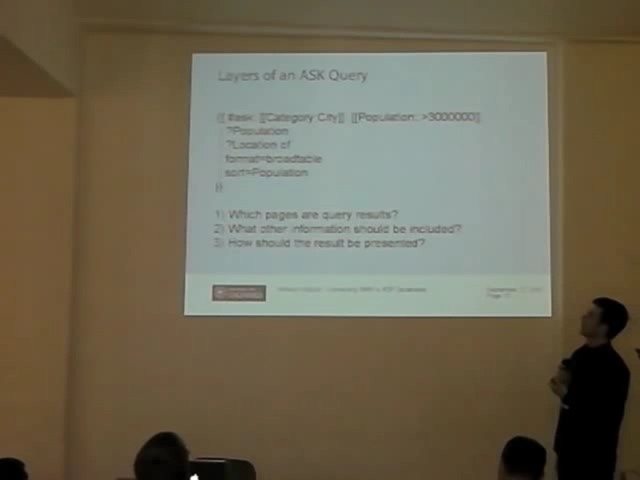 Layers of an ASK Query
{{ #ask: [[Category:City]] [[Population::>3000000]]
?Population
?Location of
format=broadtable
sort=Population
}}
1) Which pages are query results?
2) What other information should be included?
3) How should the result be presented?
Page